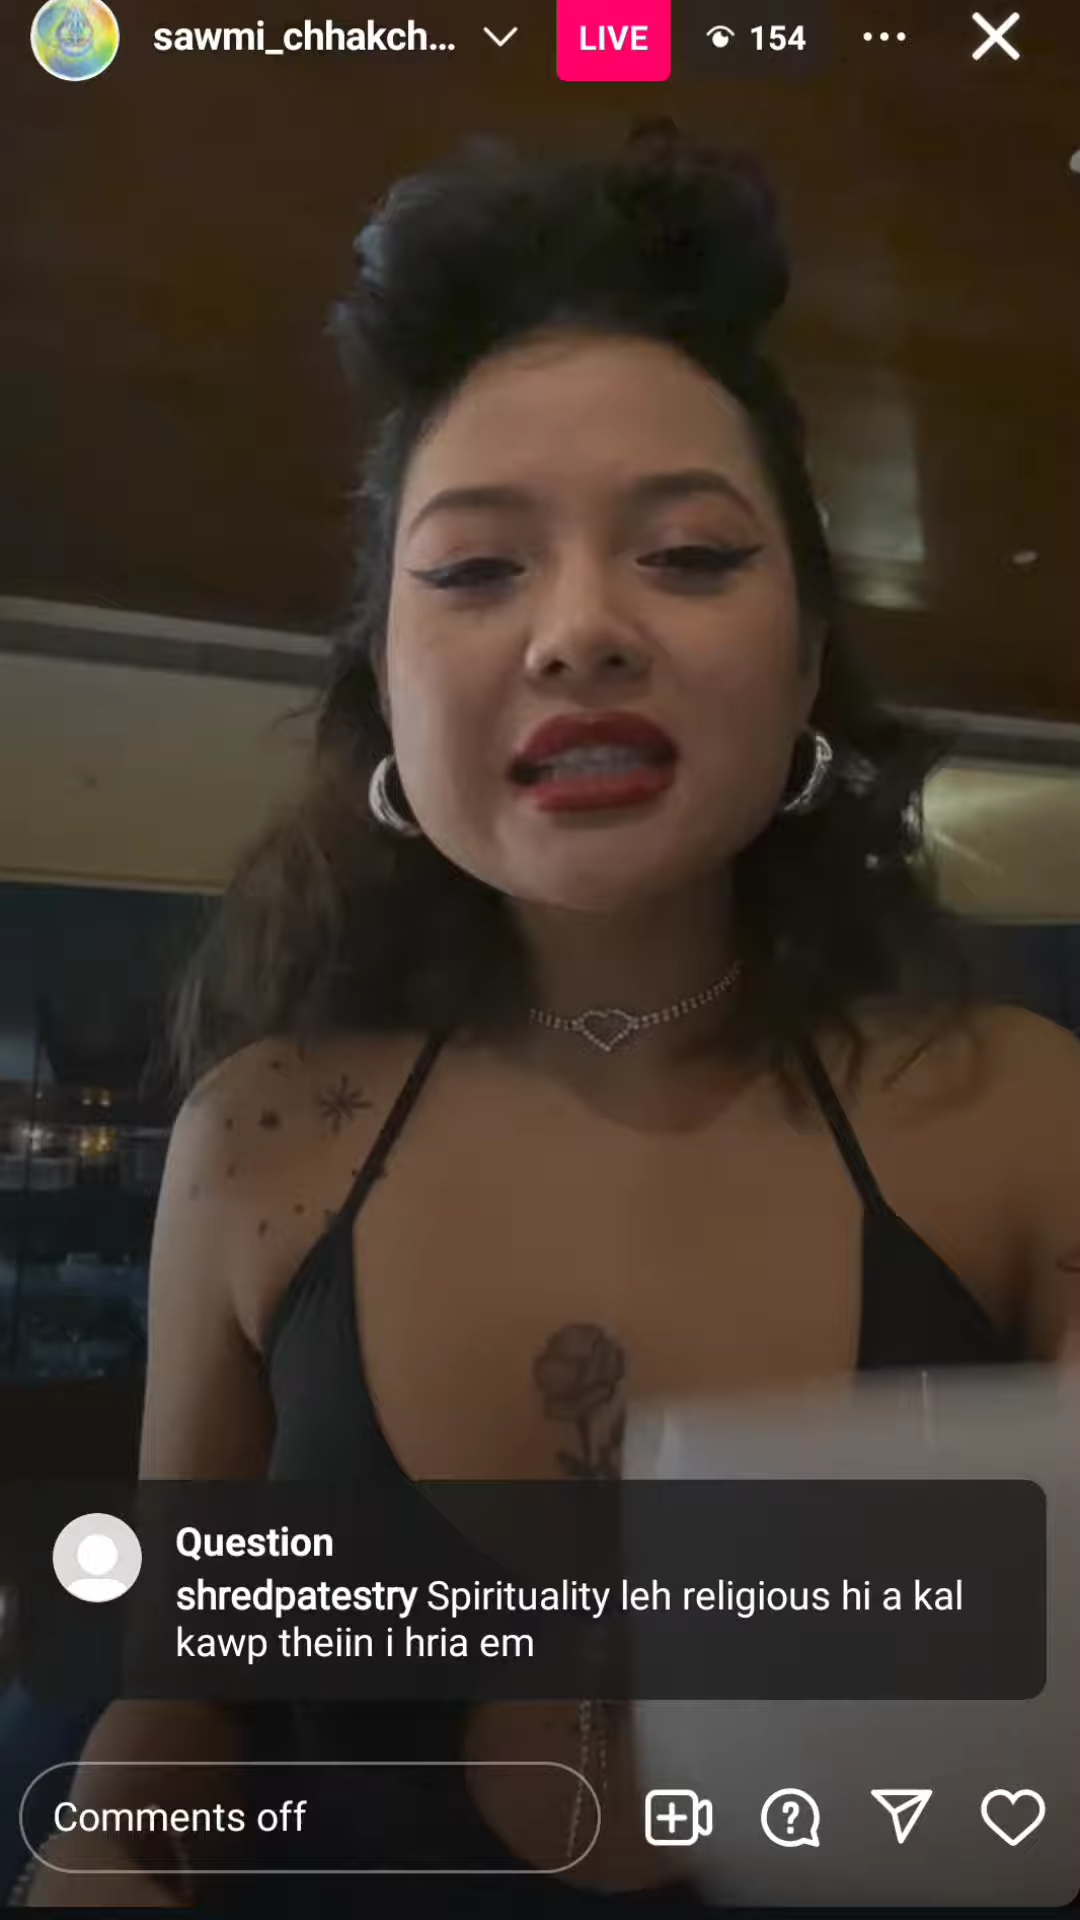 sawmi_chhakch... LIVE 154
Question
shredpatestry Spirituality leh religious hi a kal
kawp theiin i hria em
Comments off